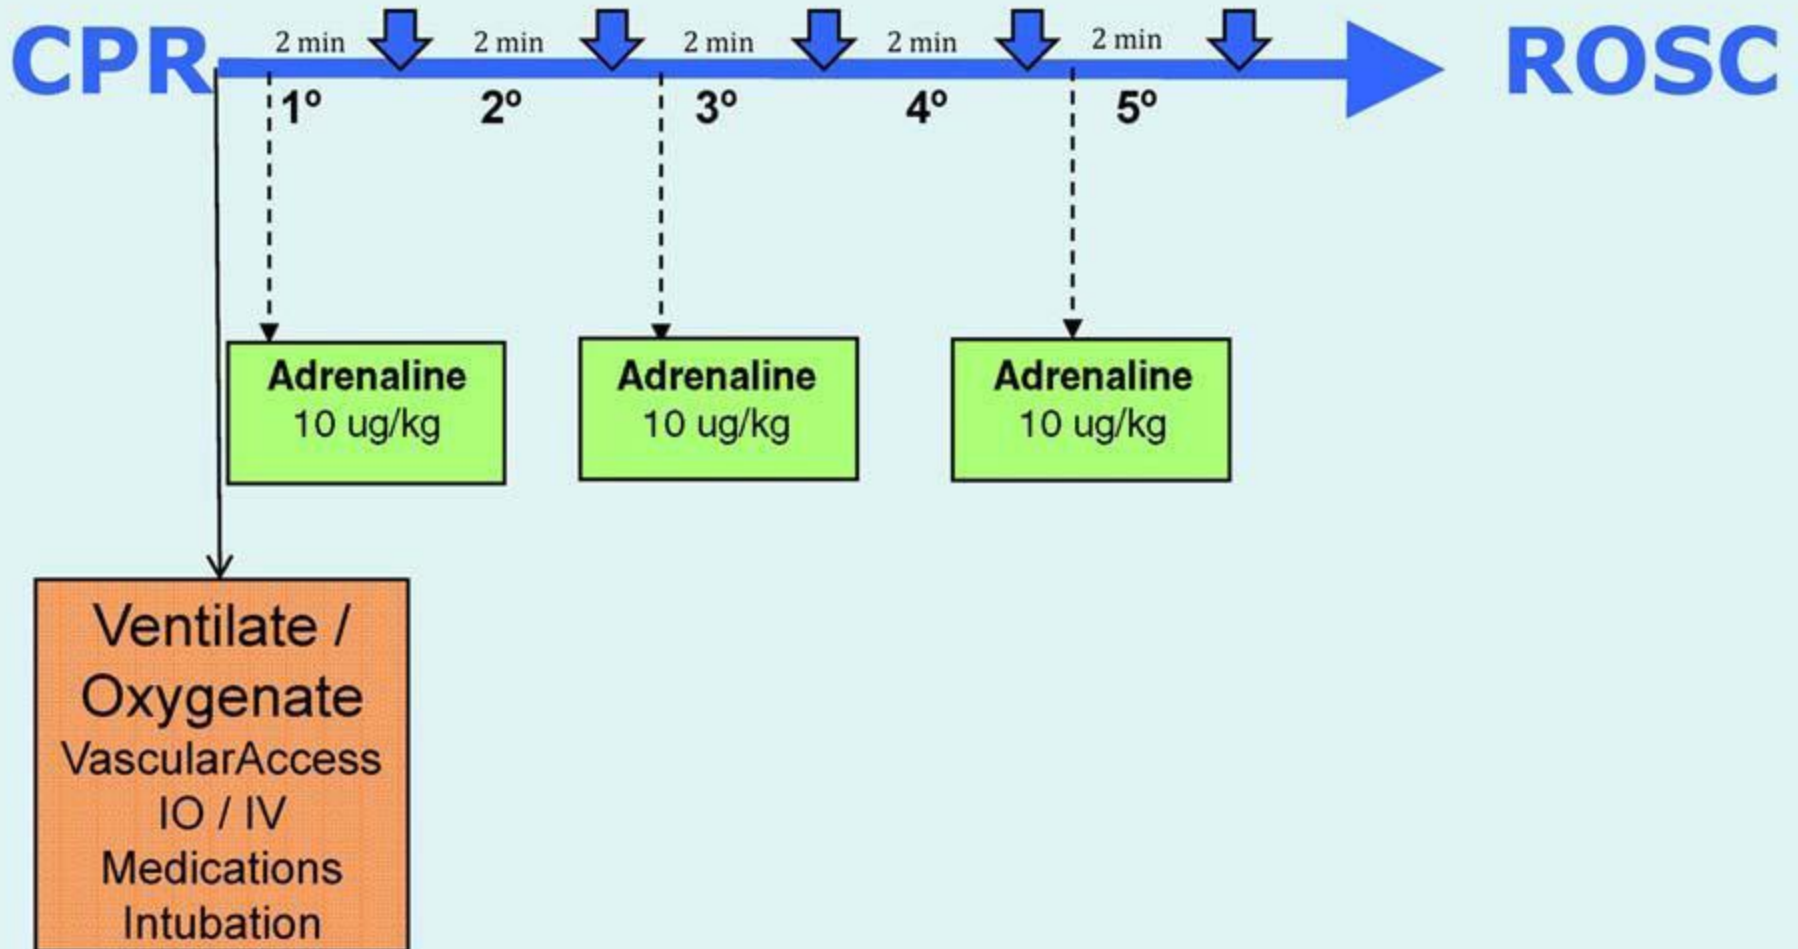 CPR
2 min
2 min
2 min
2 min
2 min
ROSC
1º
2º
3º
4º
5º
Adrenaline
10 ug/kg
Adrenaline
10 ug/kg
Adrenaline
10 ug/kg
Ventilate /
Oxygenate
VascularAccess
IO / IV
Medications
Intubation